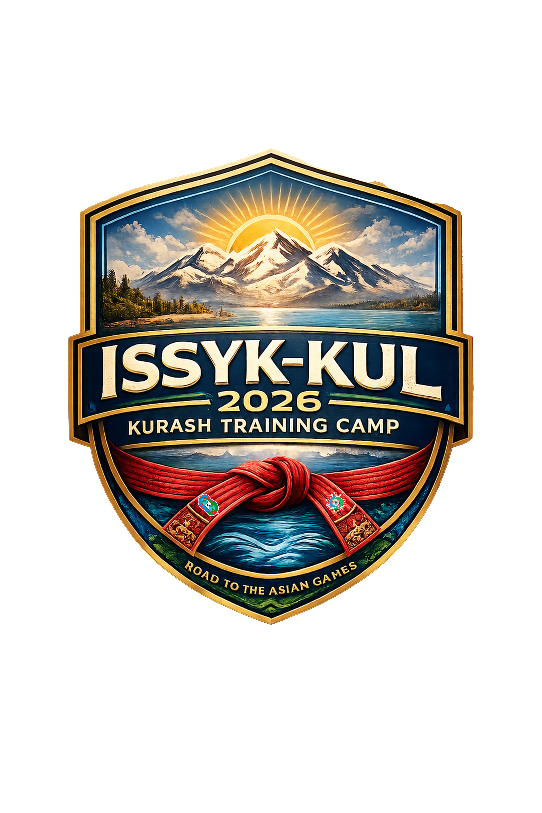 ISSYK-KUL
2026
KURASH TRAINING CAMP
ROAD TO THE ASIAN GAMES